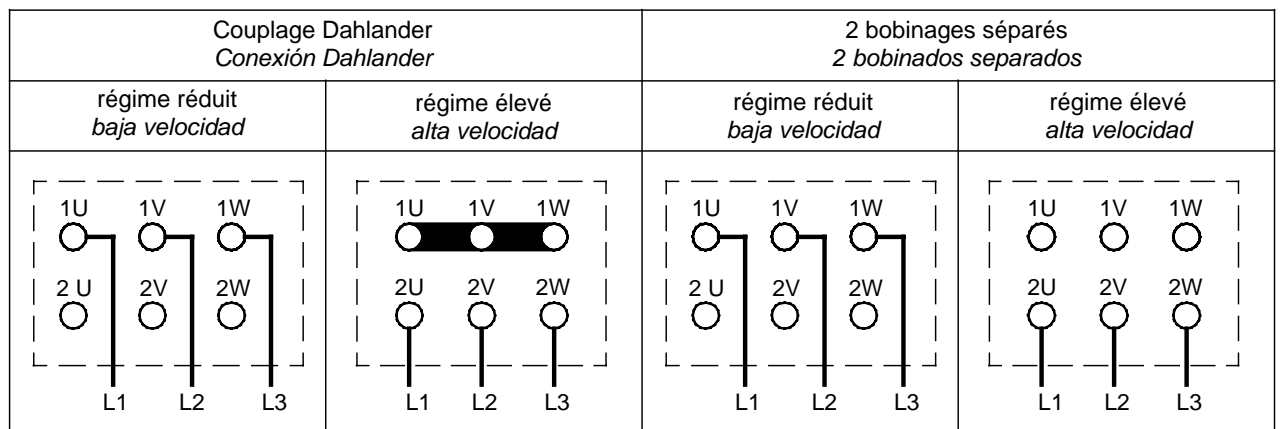 Couplage Dahlander
Conexión Dahlander
2 bobinages séparés
2 bobinados separados
régime réduit
baja velocidad
régime élevé
alta velocidad
régime réduit
baja velocidad
régime élevé
alta velocidad
1U 1V 1W
2 U 2V 2W
L1 L2 L3
1U 1V 1W
2U 2V 2W
L1 L2 L3
1U 1V 1W
2 U 2V 2W
L1 L2 L3
1U 1V 1W
2U 2V 2W
L1 L2 L3